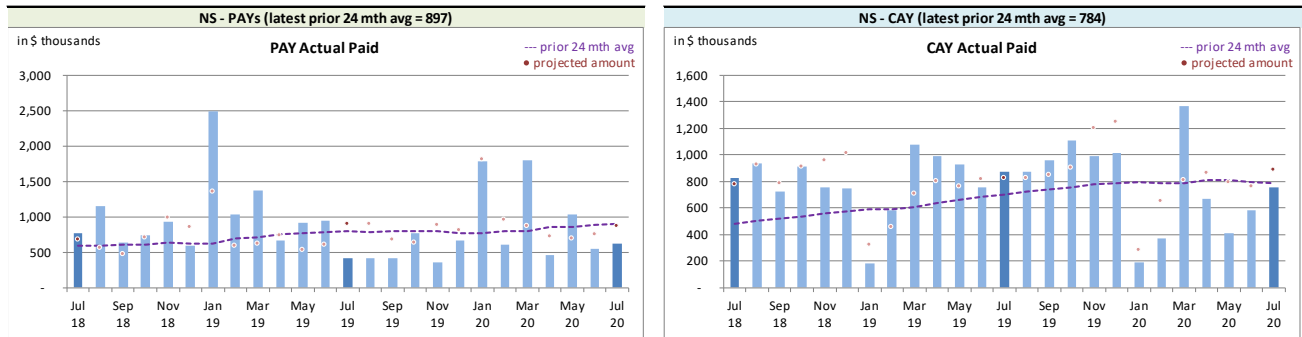 NS - PAYs (latest prior 24 mth avg = 897)
in $ thousands
PAY Actual Paid
--- prior 24 mth avg
• projected amount
3,000
2,500
2,000
1,500
1,000
500
-
Jul Sep Nov Jan Mar May Jul Sep Nov Jan Mar May Jul
18 18 18 19 19 19 19 19 19 20 20 20 20
NS - CAY (latest prior 24 mth avg = 784)
in $ thousands
CAY Actual Paid
--- prior 24 mth avg
• projected amount
1,600
1,400
1,200
1,000
800
600
400
200
-
Jul Sep Nov Jan Mar May Jul Sep Nov Jan Mar May Jul
18 18 18 19 19 19 19 19 19 20 20 20 20